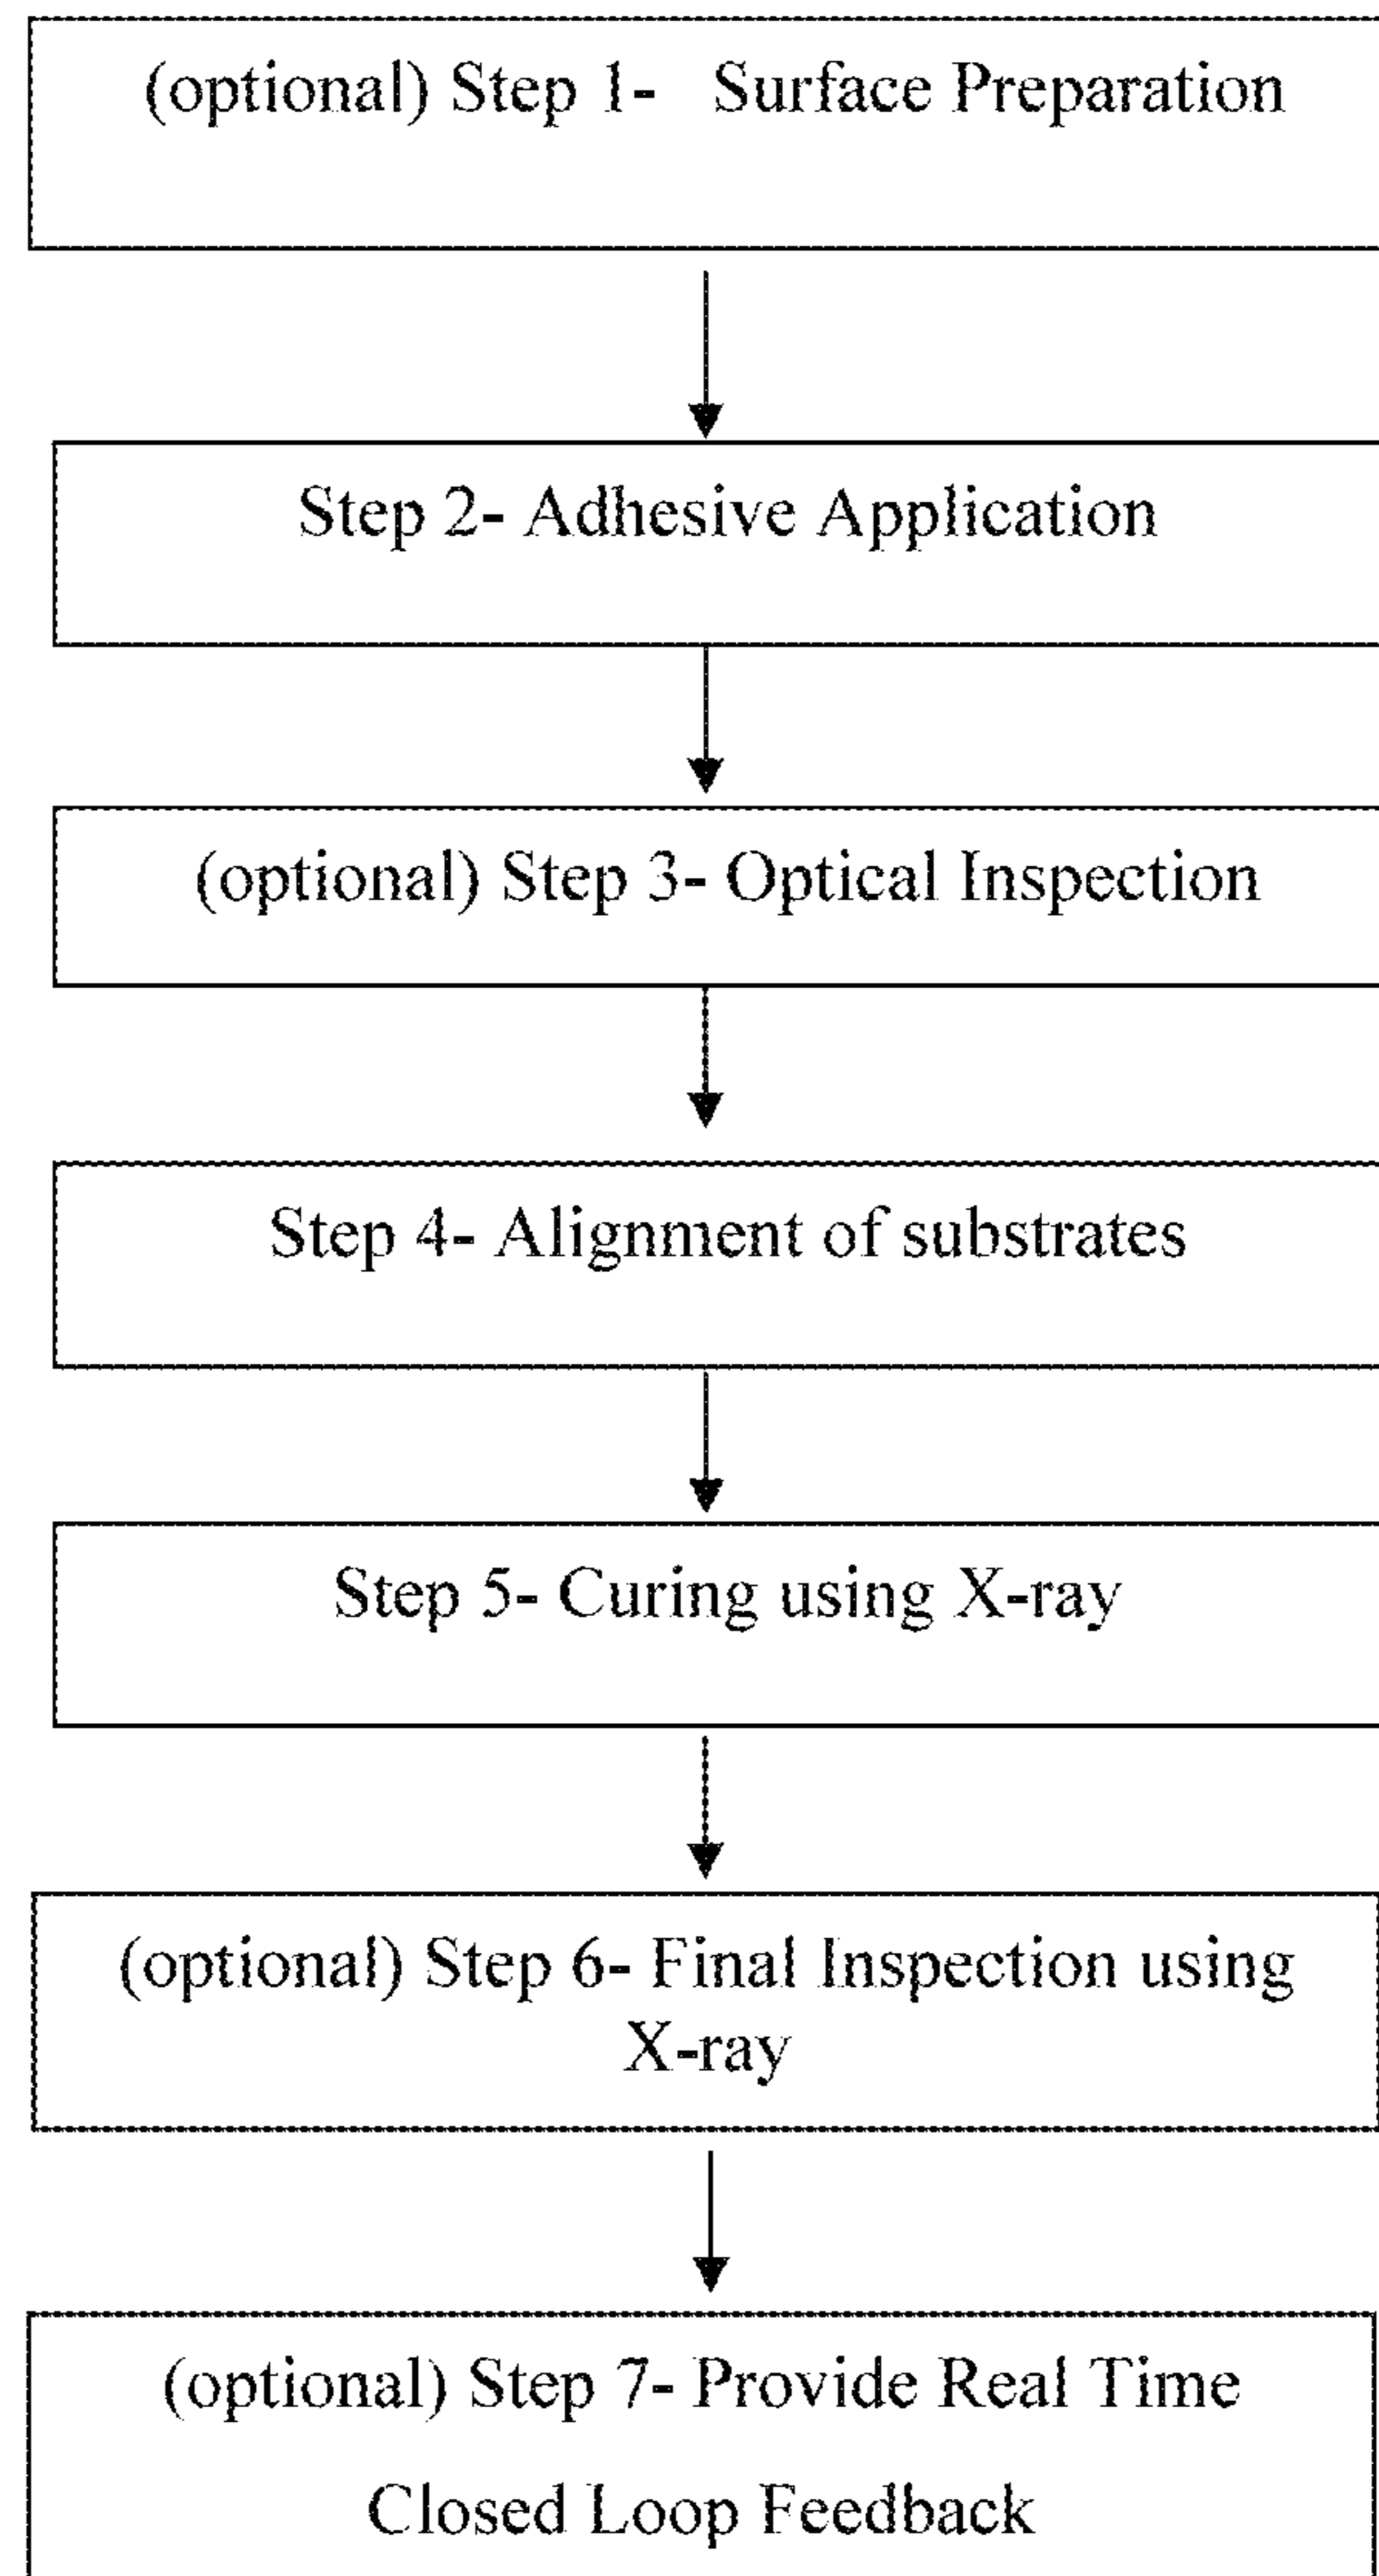 (optional) Step 1- Surface Preparation
Step 2- Adhesive Application
(optional) Step 3- Optical Inspection
Step 4- Alignment of substrates
Step 5- Curing using X-ray
(optional) Step 6- Final Inspection using
X-ray
(optional) Step 7- Provide Real Time
Closed Loop Feedback